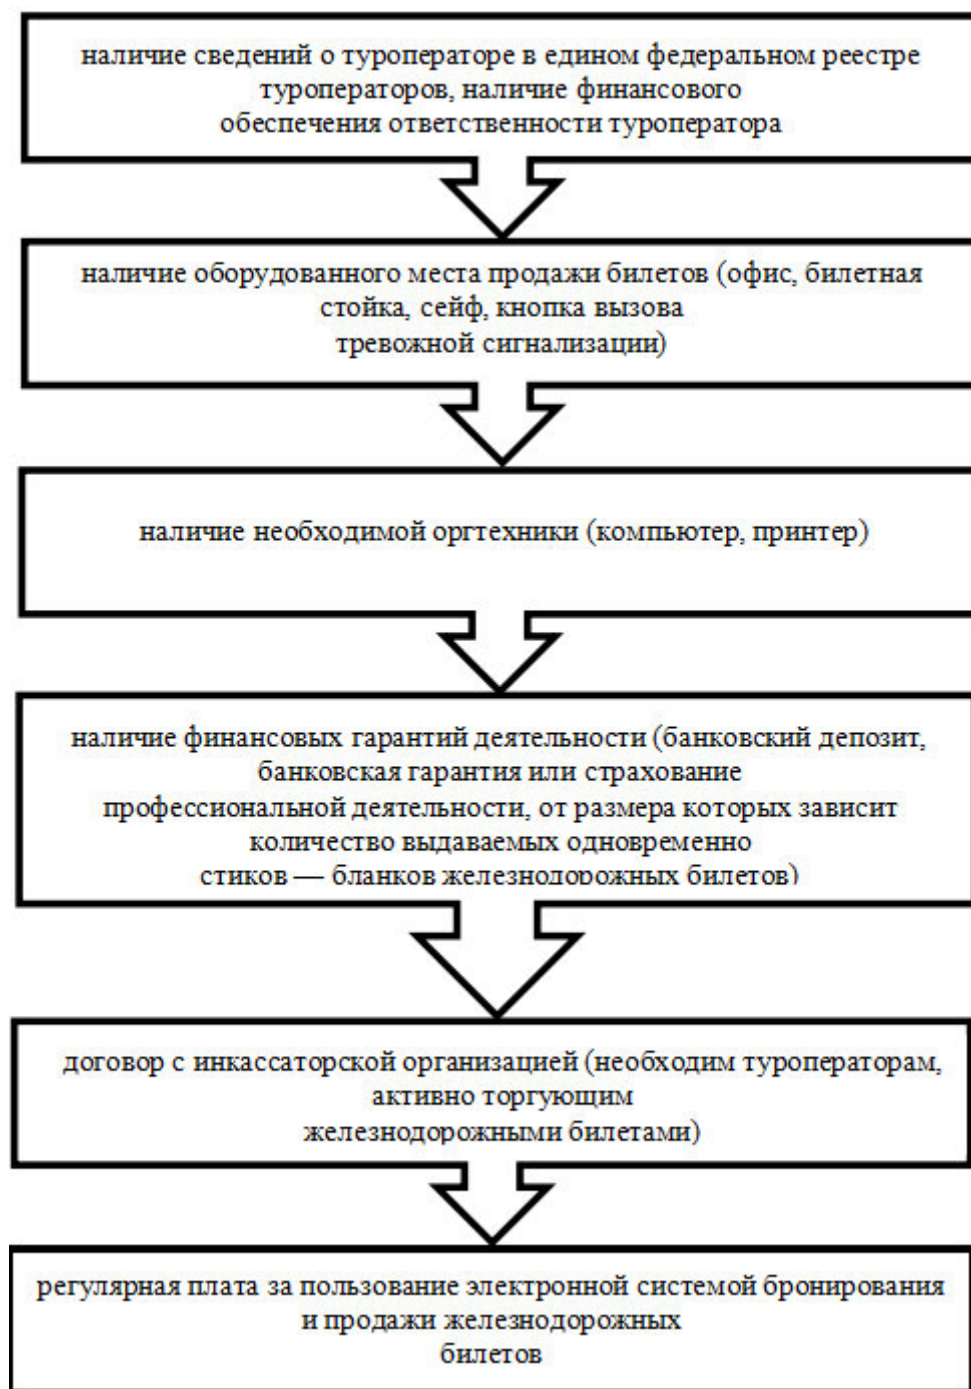 наличие сведений о туроператоре в едином федеральном реестре
туроператоров, наличие финансового
обеспечения ответственности туроператора
наличие оборудованного места продажи билетов (офис, билетная
стойка, сейф, кнопка вызова
тревожной сигнализации)
наличие необходимой оргтехники (компьютер, принтер)
наличие финансовых гарантий деятельности (банковский депозит,
банковская гарантия или страхование
профессиональной деятельности, от размера которых зависит
количество выдаваемых одновременно
стиков — бланков железнодорожных билетов)
договор с инкассаторской организацией (необходим туроператорам,
активно торгующим
железнодорожными билетами)
регулярная плата за пользование электронной системой бронирования
и продажи железнодорожных
билетов